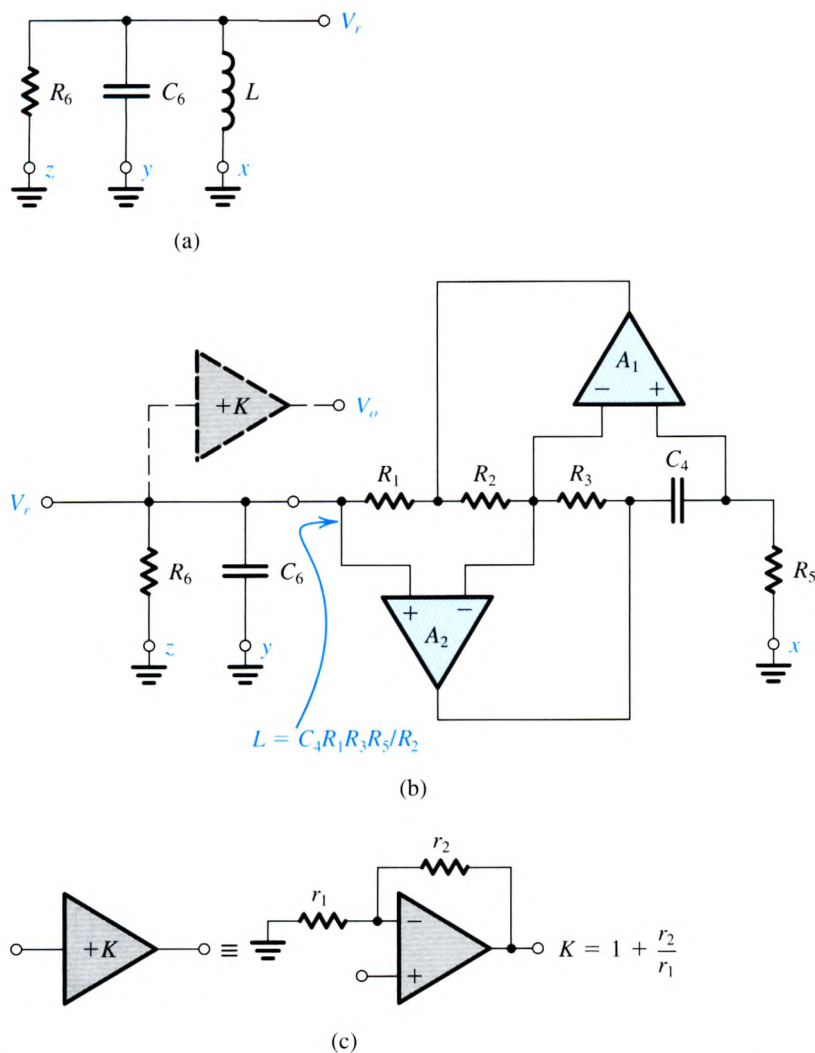 V_r
R_6
C_6
L
z
y
x
(a)
+K
V_o
A_1
−
+
V_r
R_1
R_2
R_3
C_4
R_6
C_6
+
−
A_2
R_5
z
y
x
L = C_4R_1R_3R_5/R_2
(b)
r_2
r_1
+K
≡
−
+
K = 1 + r_2/r_1
(c)